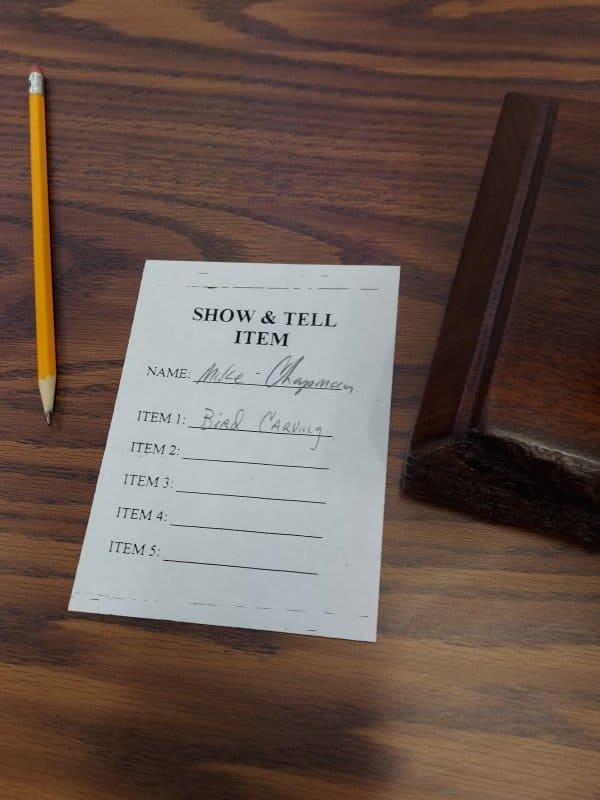 SHOW & TELL
ITEM
NAME: Mike - Chapman
ITEM 1: Bird Carving
ITEM 2:
ITEM 3:
ITEM 4:
ITEM 5: